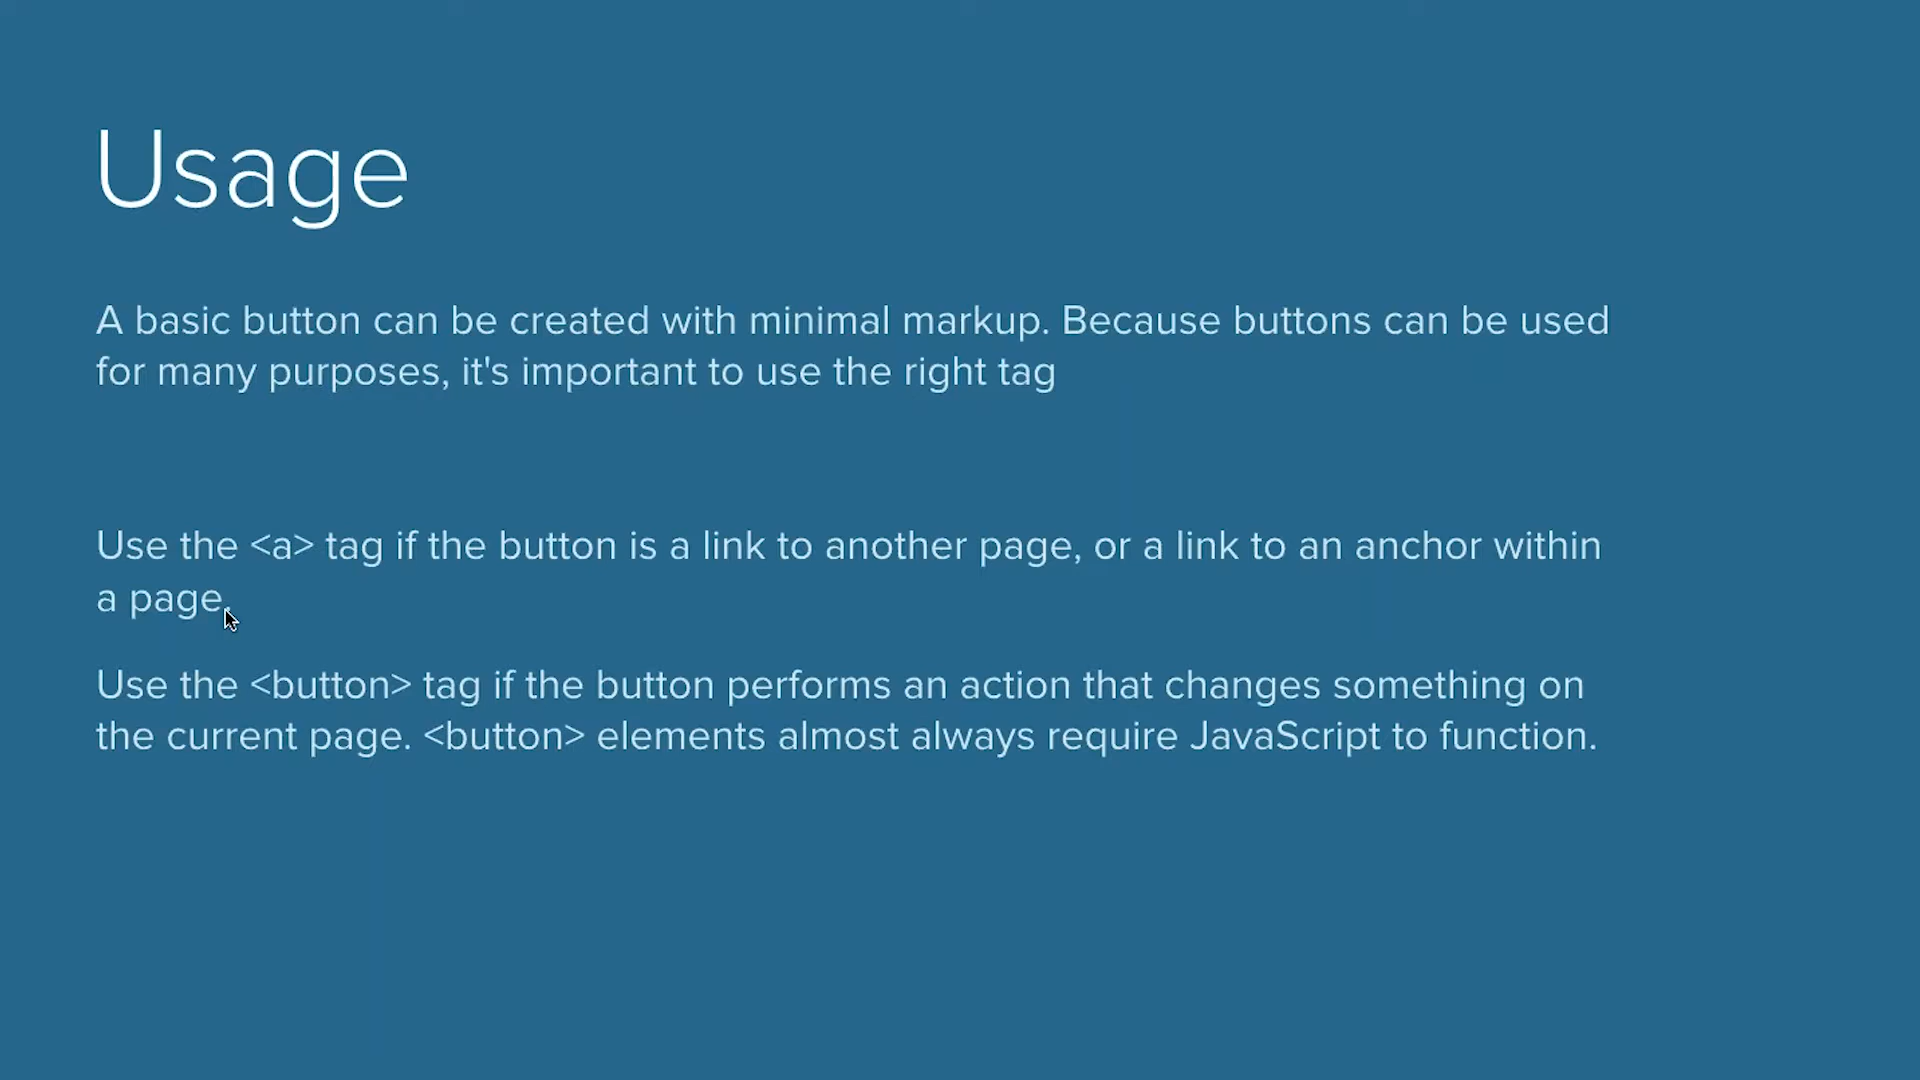 Usage
A basic button can be created with minimal markup. Because buttons can be used
for many purposes, it's important to use the right tag
Use the <a> tag if the button is a link to another page, or a link to an anchor within
a page.
Use the <button> tag if the button performs an action that changes something on
the current page. <button> elements almost always require JavaScript to function.